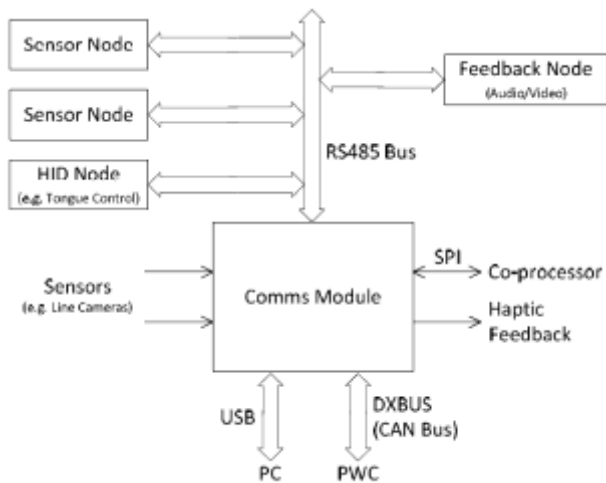 Sensor Node
Feedback Node
(Audio/Video)
Sensor Node
RS485 Bus
HID Node
(e.g. Tongue Control)
Sensors
(e.g. Line Cameras)
Comms Module
SPI
Co-processor
Haptic
Feedback
USB
DXBUS
(CAN Bus)
PC
PWC